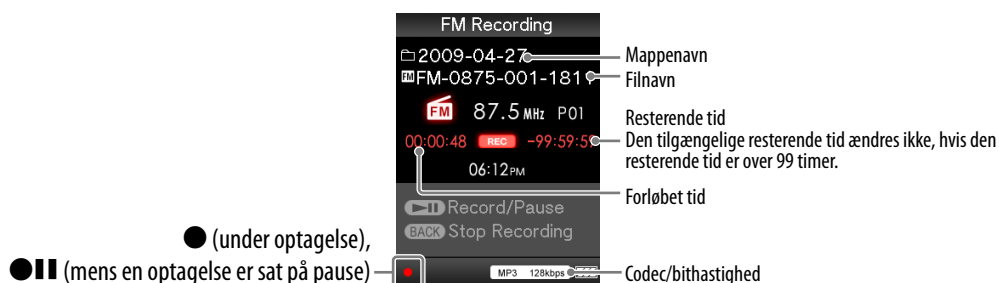 FM Recording
2009-04-27
Mappenavn
FM-0875-001-181
Filnavn
FM 87.5 MHz P01
Resterende tid
00:00:48 REC -99:59:59
Den tilgængelige resterende tid ændres ikke, hvis den
resterende tid er over 99 timer.
06:12 PM
Forløbet tid
Record/Pause
BACK Stop Recording
● (under optagelse),
●▮▮ (mens en optagelse er sat på pause)
MP3 128kbps
Codec/bithastighed